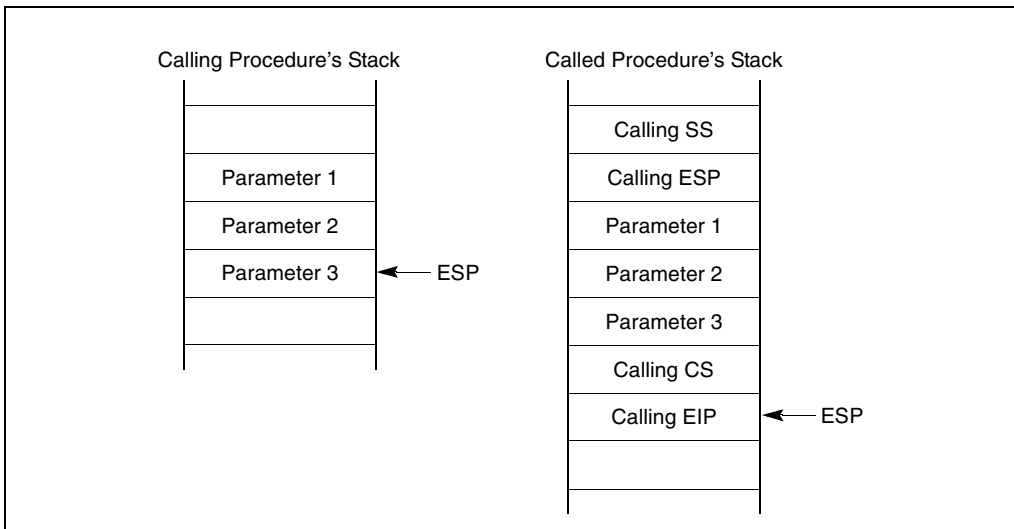 Calling Procedure's Stack
Called Procedure's Stack
Parameter 1
Parameter 2
Parameter 3
ESP
Calling SS
Calling ESP
Parameter 1
Parameter 2
Parameter 3
Calling CS
Calling EIP
ESP